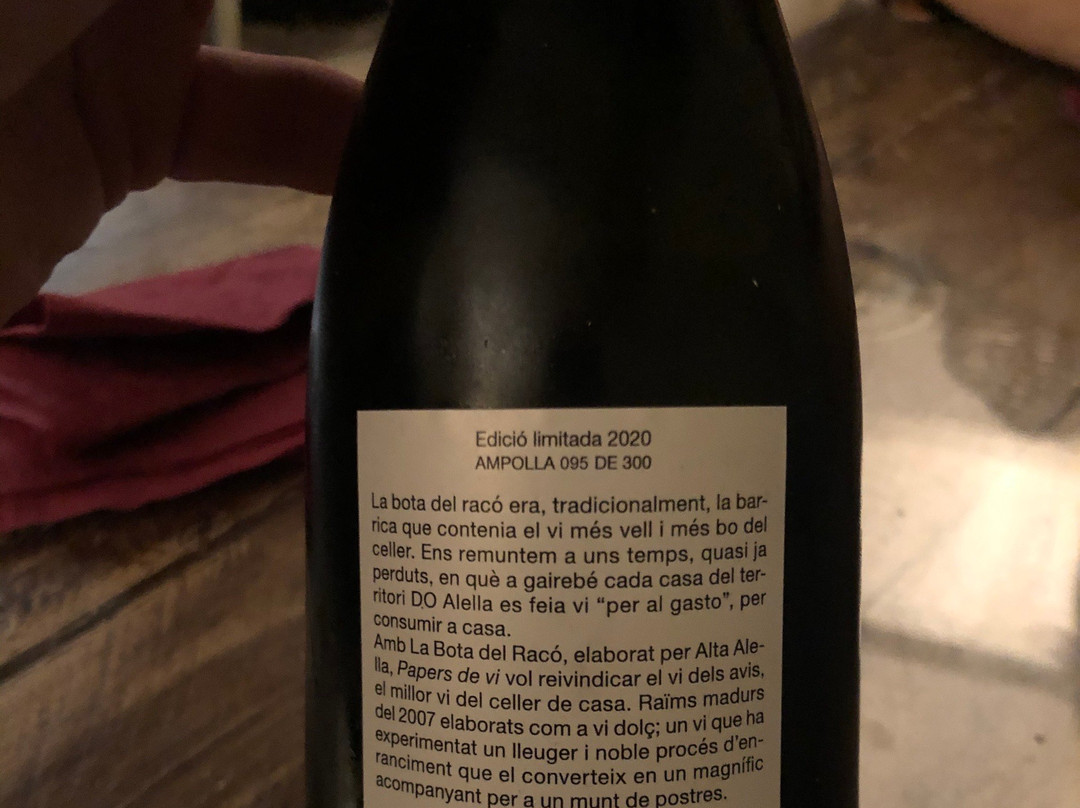 Edició limitada 2020
AMPOLLA 095 DE 300
La bota del racó era, tradicionalment, la bar-
rica que contenia el vi més vell i més bo del
celler. Ens remuntem a uns temps, quasi ja
perduts, en què a gairebé cada casa del ter-
ritori D.O Alella es feia vi “per al gasto”, per
consumir a casa.
Amb La Bota del Racó, elaborat per Alta Ale-
lla, Papers de vi vol reivindicar el vi dels avis,
el millor vi del celler de casa. Raïms madurs
del 2007 elaborats com a vi dolç; un vi que ha
experimentat un lleuger i noble procés d'en-
ranciment que el converteix en un magnífic
acompanyant per a un munt de postres.